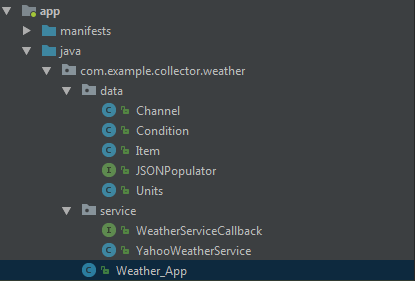 app
manifests
java
com.example.collector.weather
data
C Channel
C Condition
C Item
I JSONPopulator
C Units
service
I WeatherServiceCallback
C YahooWeatherService
C Weather_App